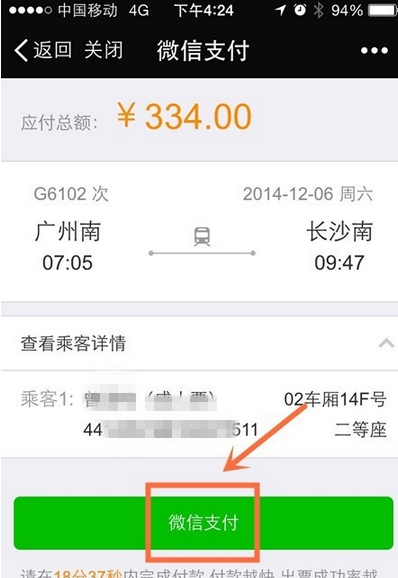 中国移动 4G 下午4:24 94%
返回 关闭 微信支付
应付总额: ￥334.00
G6102 次 2014-12-06 周六
广州南 长沙南
07:05 09:47
查看乘客详情
乘客1: 曾 (成人票) 02车厢14F号
44 511 二等座
微信支付
请在18分37秒内完成付款,付款越快,出票成功率越